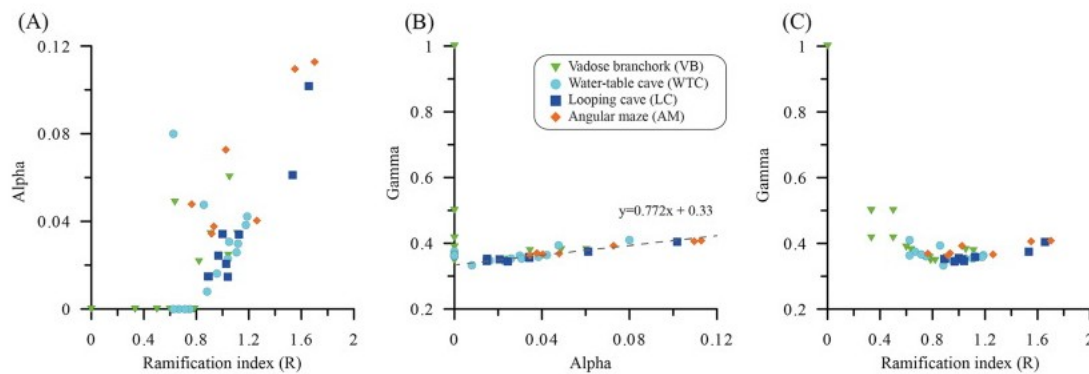 (A)
0.12
0.08
0.04
0
Alpha
0
0.4
0.8
1.2
1.6
2
Ramification index (R)
(B)
1
0.8
0.6
0.4
0.2
Gamma
Vadose branchork (VB)
Water-table cave (WTC)
Looping cave (LC)
Angular maze (AM)
y=0.772x + 0.33
0
0.04
0.08
0.12
Alpha
(C)
1
0.8
0.6
0.4
0.2
Gamma
0
0.4
0.8
1.2
1.6
2
Ramification index (R)